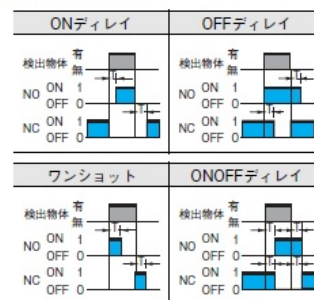 ONディレイ
OFFディレイ
検出物体 有 無
T
NO ON 1 OFF 0
T
NC ON 1 OFF 0
検出物体 有 無
NO ON 1 OFF 0
T
NC ON 1 OFF 0
T
ワンショット
ONOFFディレイ
検出物体 有 無
T
NO ON 1 OFF 0
T
NC ON 1 OFF 0
検出物体 有 無
T
NO ON 1 OFF 0
T T
NC ON 1 OFF 0